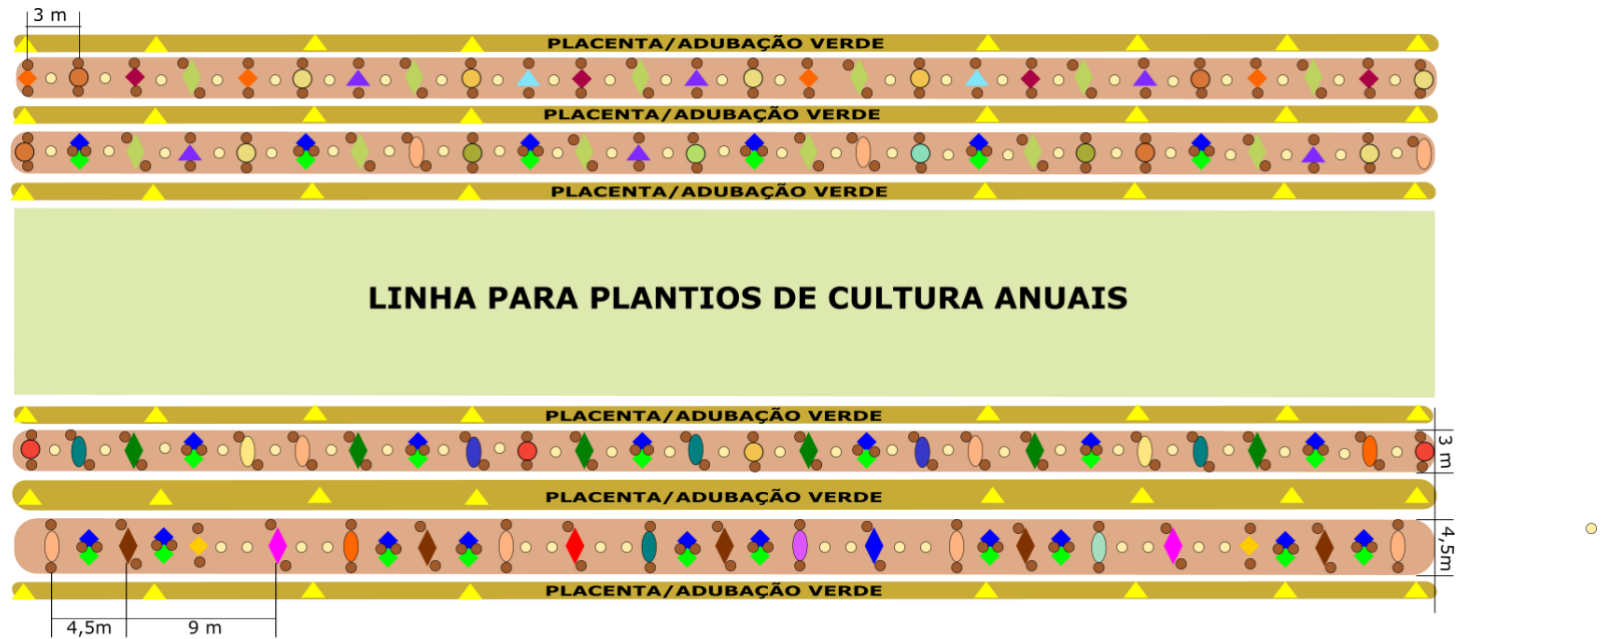 3 m
PLACENTA/ADUBAÇÃO VERDE
PLACENTA/ADUBAÇÃO VERDE
PLACENTA/ADUBAÇÃO VERDE
LINHA PARA PLANTIOS DE CULTURA ANUAIS
PLACENTA/ADUBAÇÃO VERDE
3 m
PLACENTA/ADUBAÇÃO VERDE
4,5m
PLACENTA/ADUBAÇÃO VERDE
4,5m
9 m